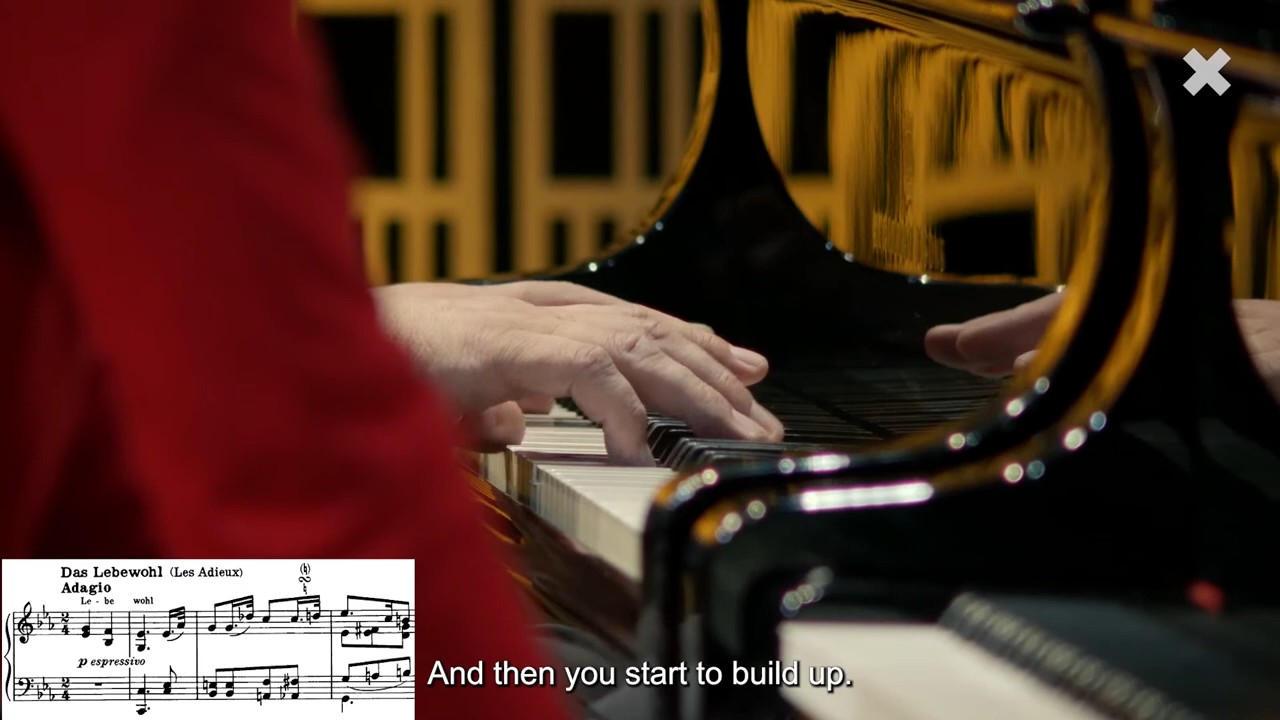 Das Lebewohl (Les Adieux)
Adagio
Le - be wohl
p espressivo
And then you start to build up.